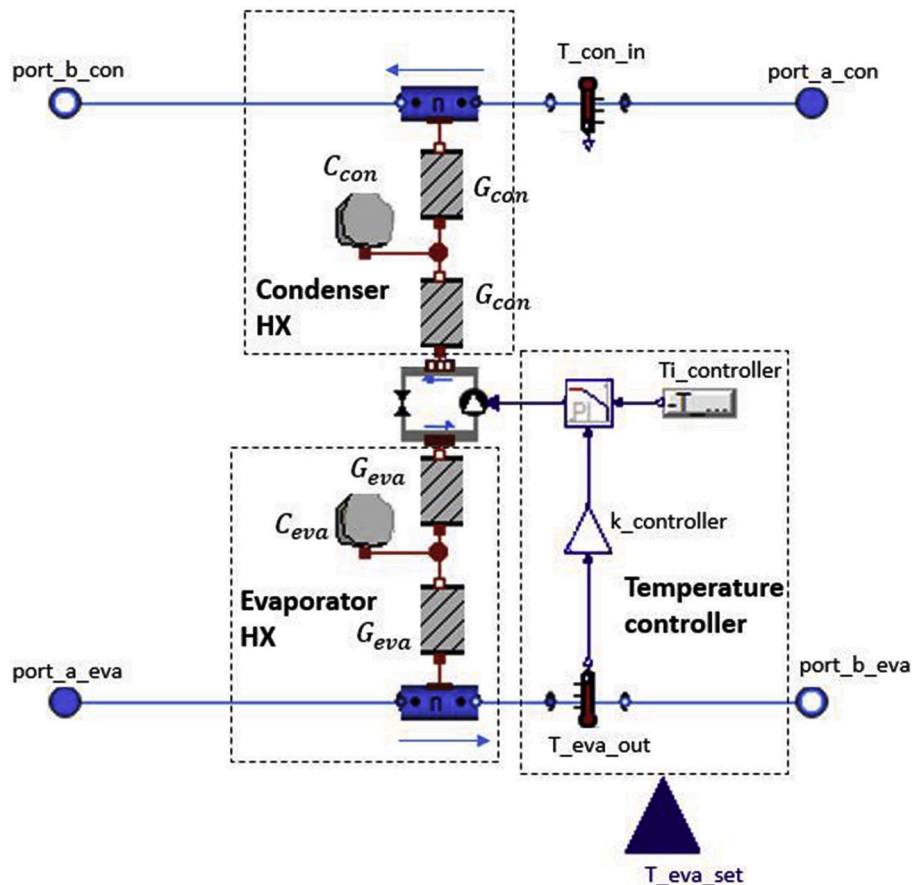 T_con_in
port_b_con
port_a_con
n
C_con
G_con
G_con
Condenser
HX
Ti_controller
PI
-T_...
G_eva
C_eva
k_controller
Evaporator
HX
G_eva
Temperature
controller
port_a_eva
port_b_eva
n
T_eva_out
T_eva_set